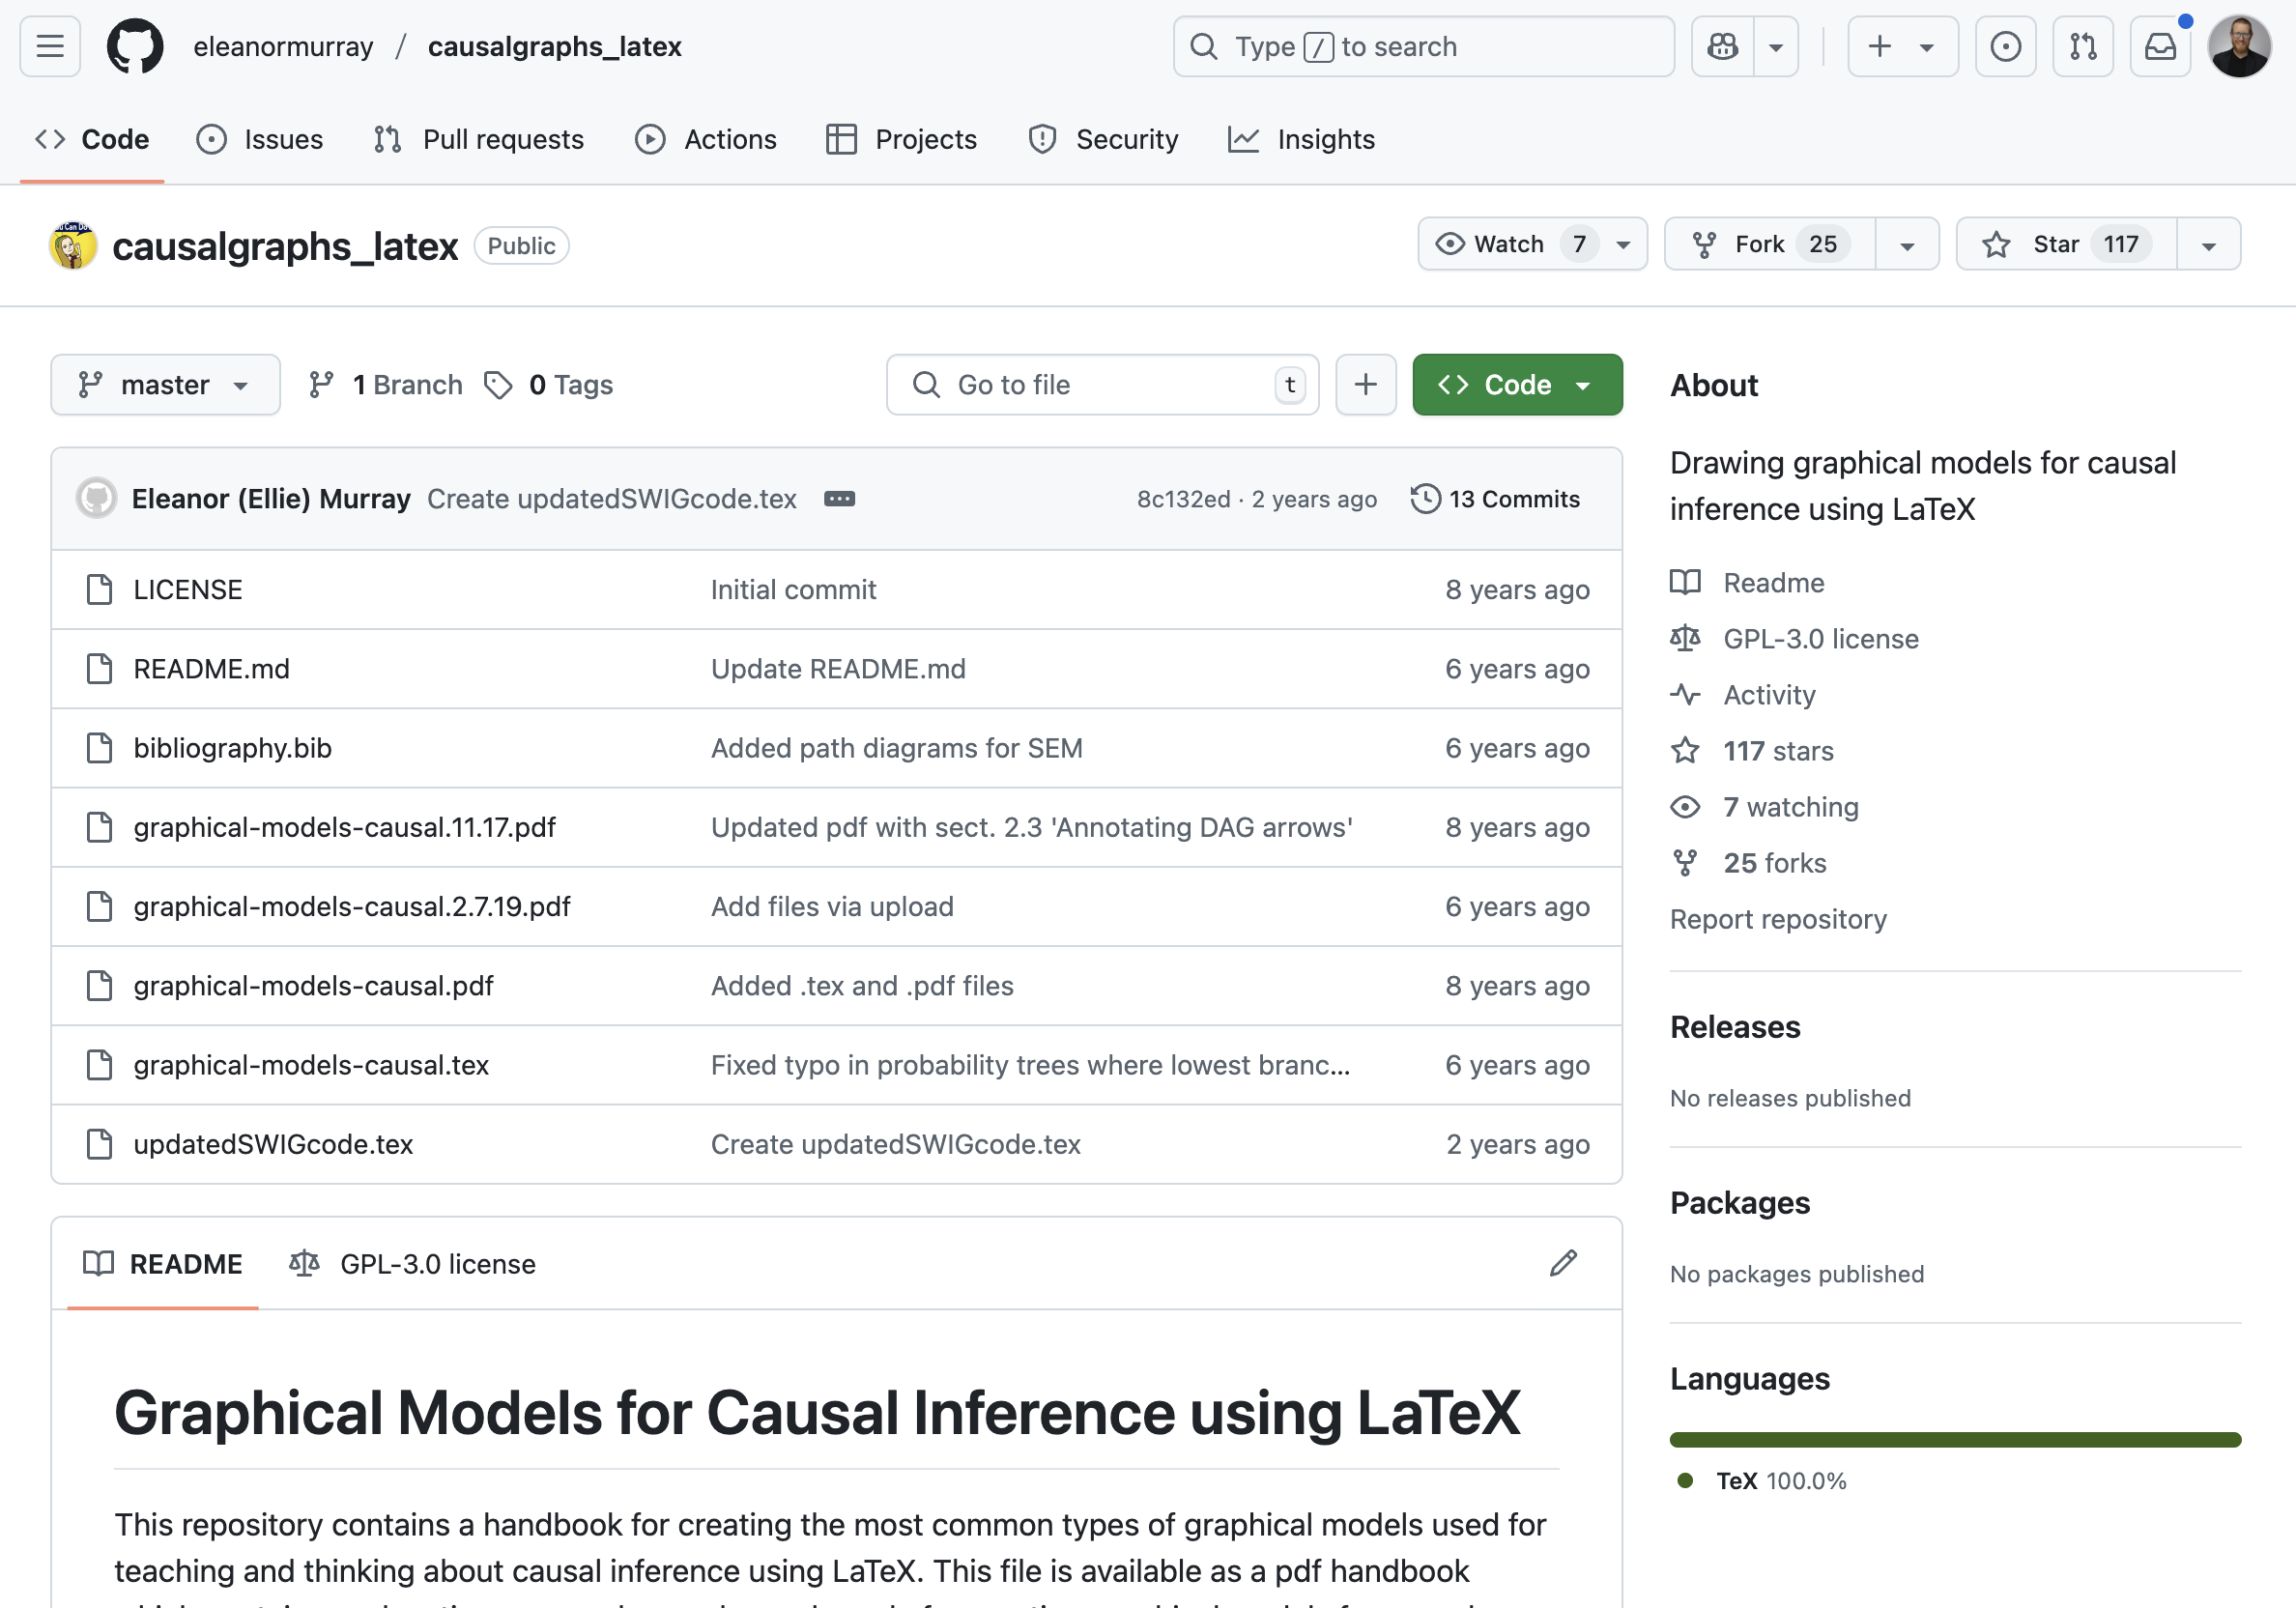 eleanormurray / causalgraphs_latex
Type / to search
Code Issues Pull requests Actions Projects Security Insights
causalgraphs_latex Public
Watch 7 Fork 25 Star 117
master 1 Branch 0 Tags
Go to file t
Code
Eleanor (Ellie) Murray Create updatedSWIGcode.tex
8c132ed · 2 years ago 13 Commits
LICENSE Initial commit 8 years ago
README.md Update README.md 6 years ago
bibliography.bib Added path diagrams for SEM 6 years ago
graphical-models-causal.11.17.pdf Updated pdf with sect. 2.3 'Annotating DAG arrows' 8 years ago
graphical-models-causal.2.7.19.pdf Add files via upload 6 years ago
graphical-models-causal.pdf Added .tex and .pdf files 8 years ago
graphical-models-causal.tex Fixed typo in probability trees where lowest branc... 6 years ago
updatedSWIGcode.tex Create updatedSWIGcode.tex 2 years ago
README GPL-3.0 license
Graphical Models for Causal Inference using LaTeX
This repository contains a handbook for creating the most common types of graphical models used for
teaching and thinking about causal inference using LaTeX. This file is available as a pdf handbook
About
Drawing graphical models for causal
inference using LaTeX
Readme
GPL-3.0 license
Activity
117 stars
7 watching
25 forks
Report repository
Releases
No releases published
Packages
No packages published
Languages
TeX 100.0%